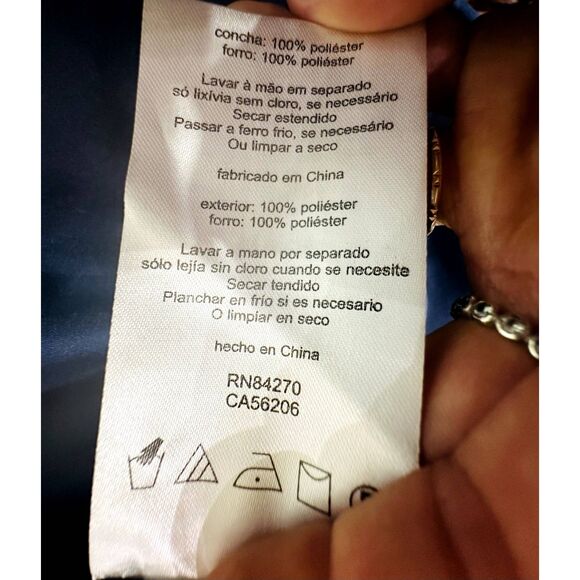 concha: 100% poliéster
forro: 100% poliéster
Lavar à mão em separado
só lixívia sem cloro, se necessário
Secar estendido
Passar a ferro frio, se necessário
Ou limpar a seco
fabricado em China
exterior: 100% poliéster
forro: 100% poliéster
Lavar a mano por separado
sólo lejía sin cloro cuando se necesite
Secar tendido
Planchar en frío si es necesario
O limpiar en seco
hecho en China
RN84270
CA56206